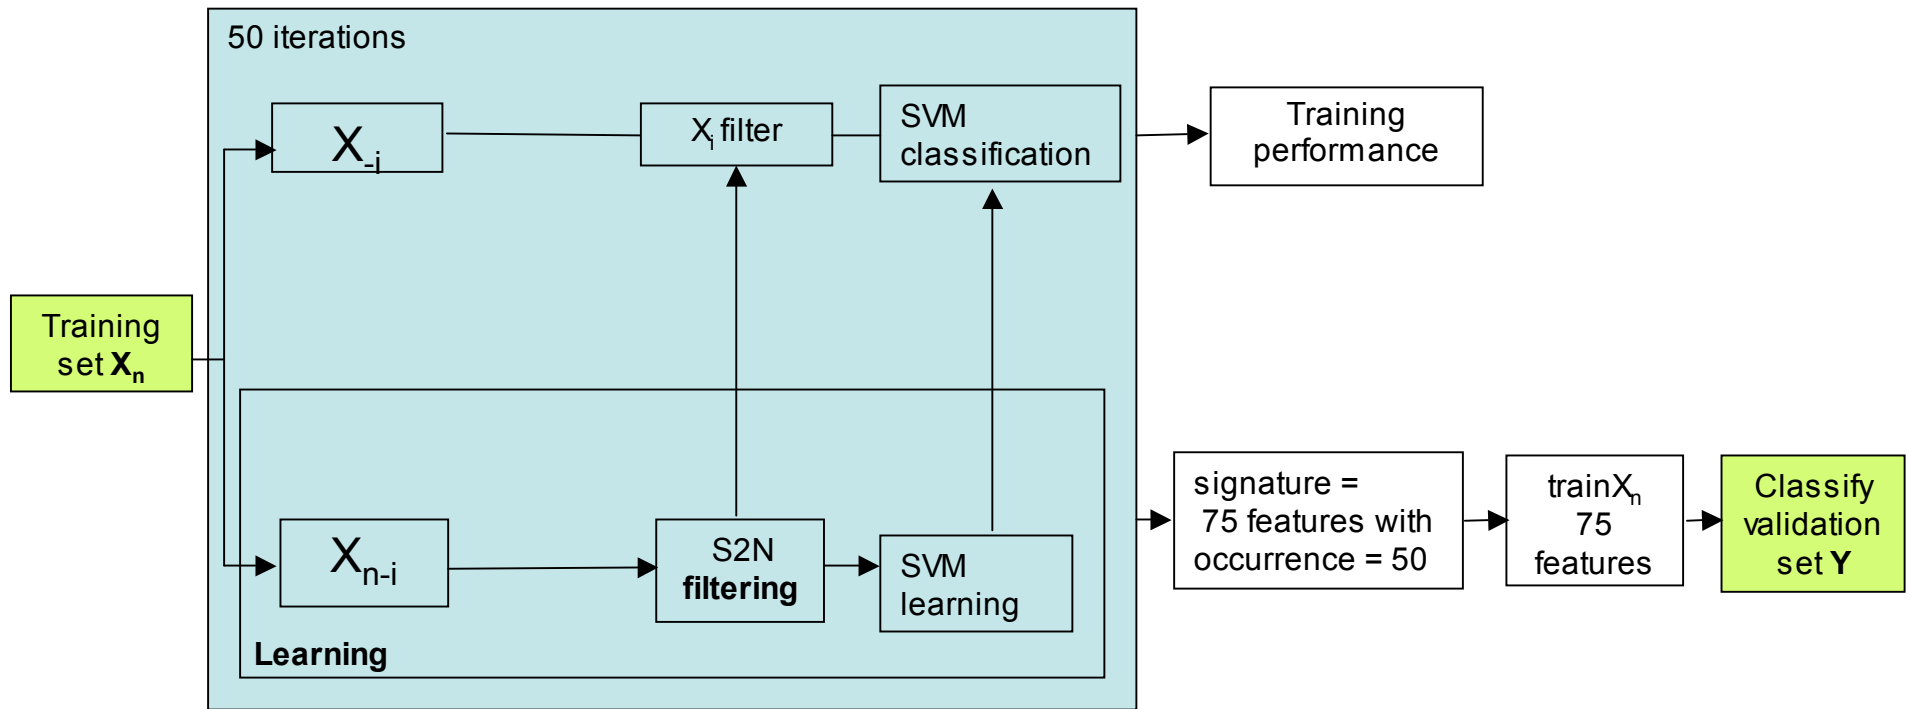 50 iterations
X-i
Xi filter
SVM
classification
Training
performance
Training
set Xn
Xn-i
S2N
filtering
SVM
learning
Learning
signature =
75 features with
occurrence = 50
trainXn
75
features
Classify
validation
set Y